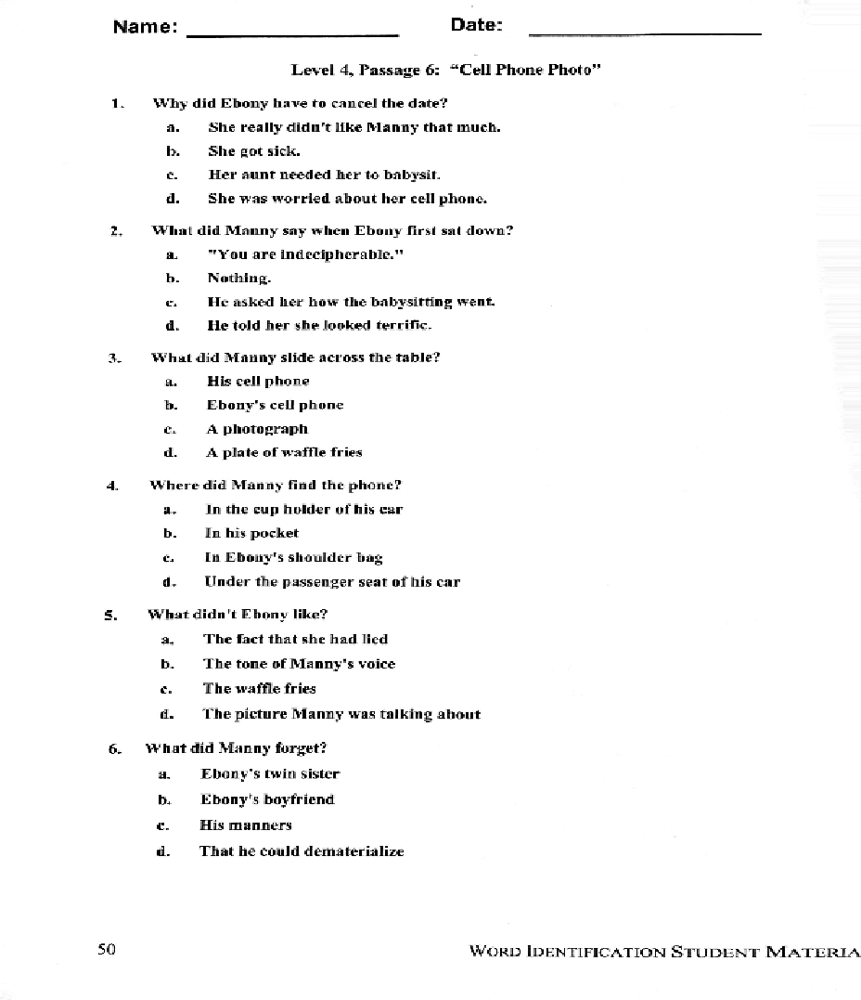 Name: Date:
Level 4, Passage 6: “Cell Phone Photo”
1. Why did Ebony have to cancel the date?
a. She really didn't like Manny that much.
b. She got sick.
c. Her aunt needed her to babysit.
d. She was worried about her cell phone.
2. What did Manny say when Ebony first sat down?
a. "You are indecipherable."
b. Nothing.
c. He asked her how the babysitting went.
d. He told her she looked terrific.
3. What did Manny slide across the table?
a. His cell phone
b. Ebony's cell phone
c. A photograph
d. A plate of waffle fries
4. Where did Manny find the phone?
a. In the cup holder of his car
b. In his pocket
c. In Ebony's shoulder bag
d. Under the passenger seat of his car
5. What didn't Ebony like?
a. The fact that she had lied
b. The tone of Manny's voice
c. The waffle fries
d. The picture Manny was talking about
6. What did Manny forget?
a. Ebony's twin sister
b. Ebony's boyfriend
c. His manners
d. That he could dematerialize
50 WORD IDENTIFICATION STUDENT MATERIA